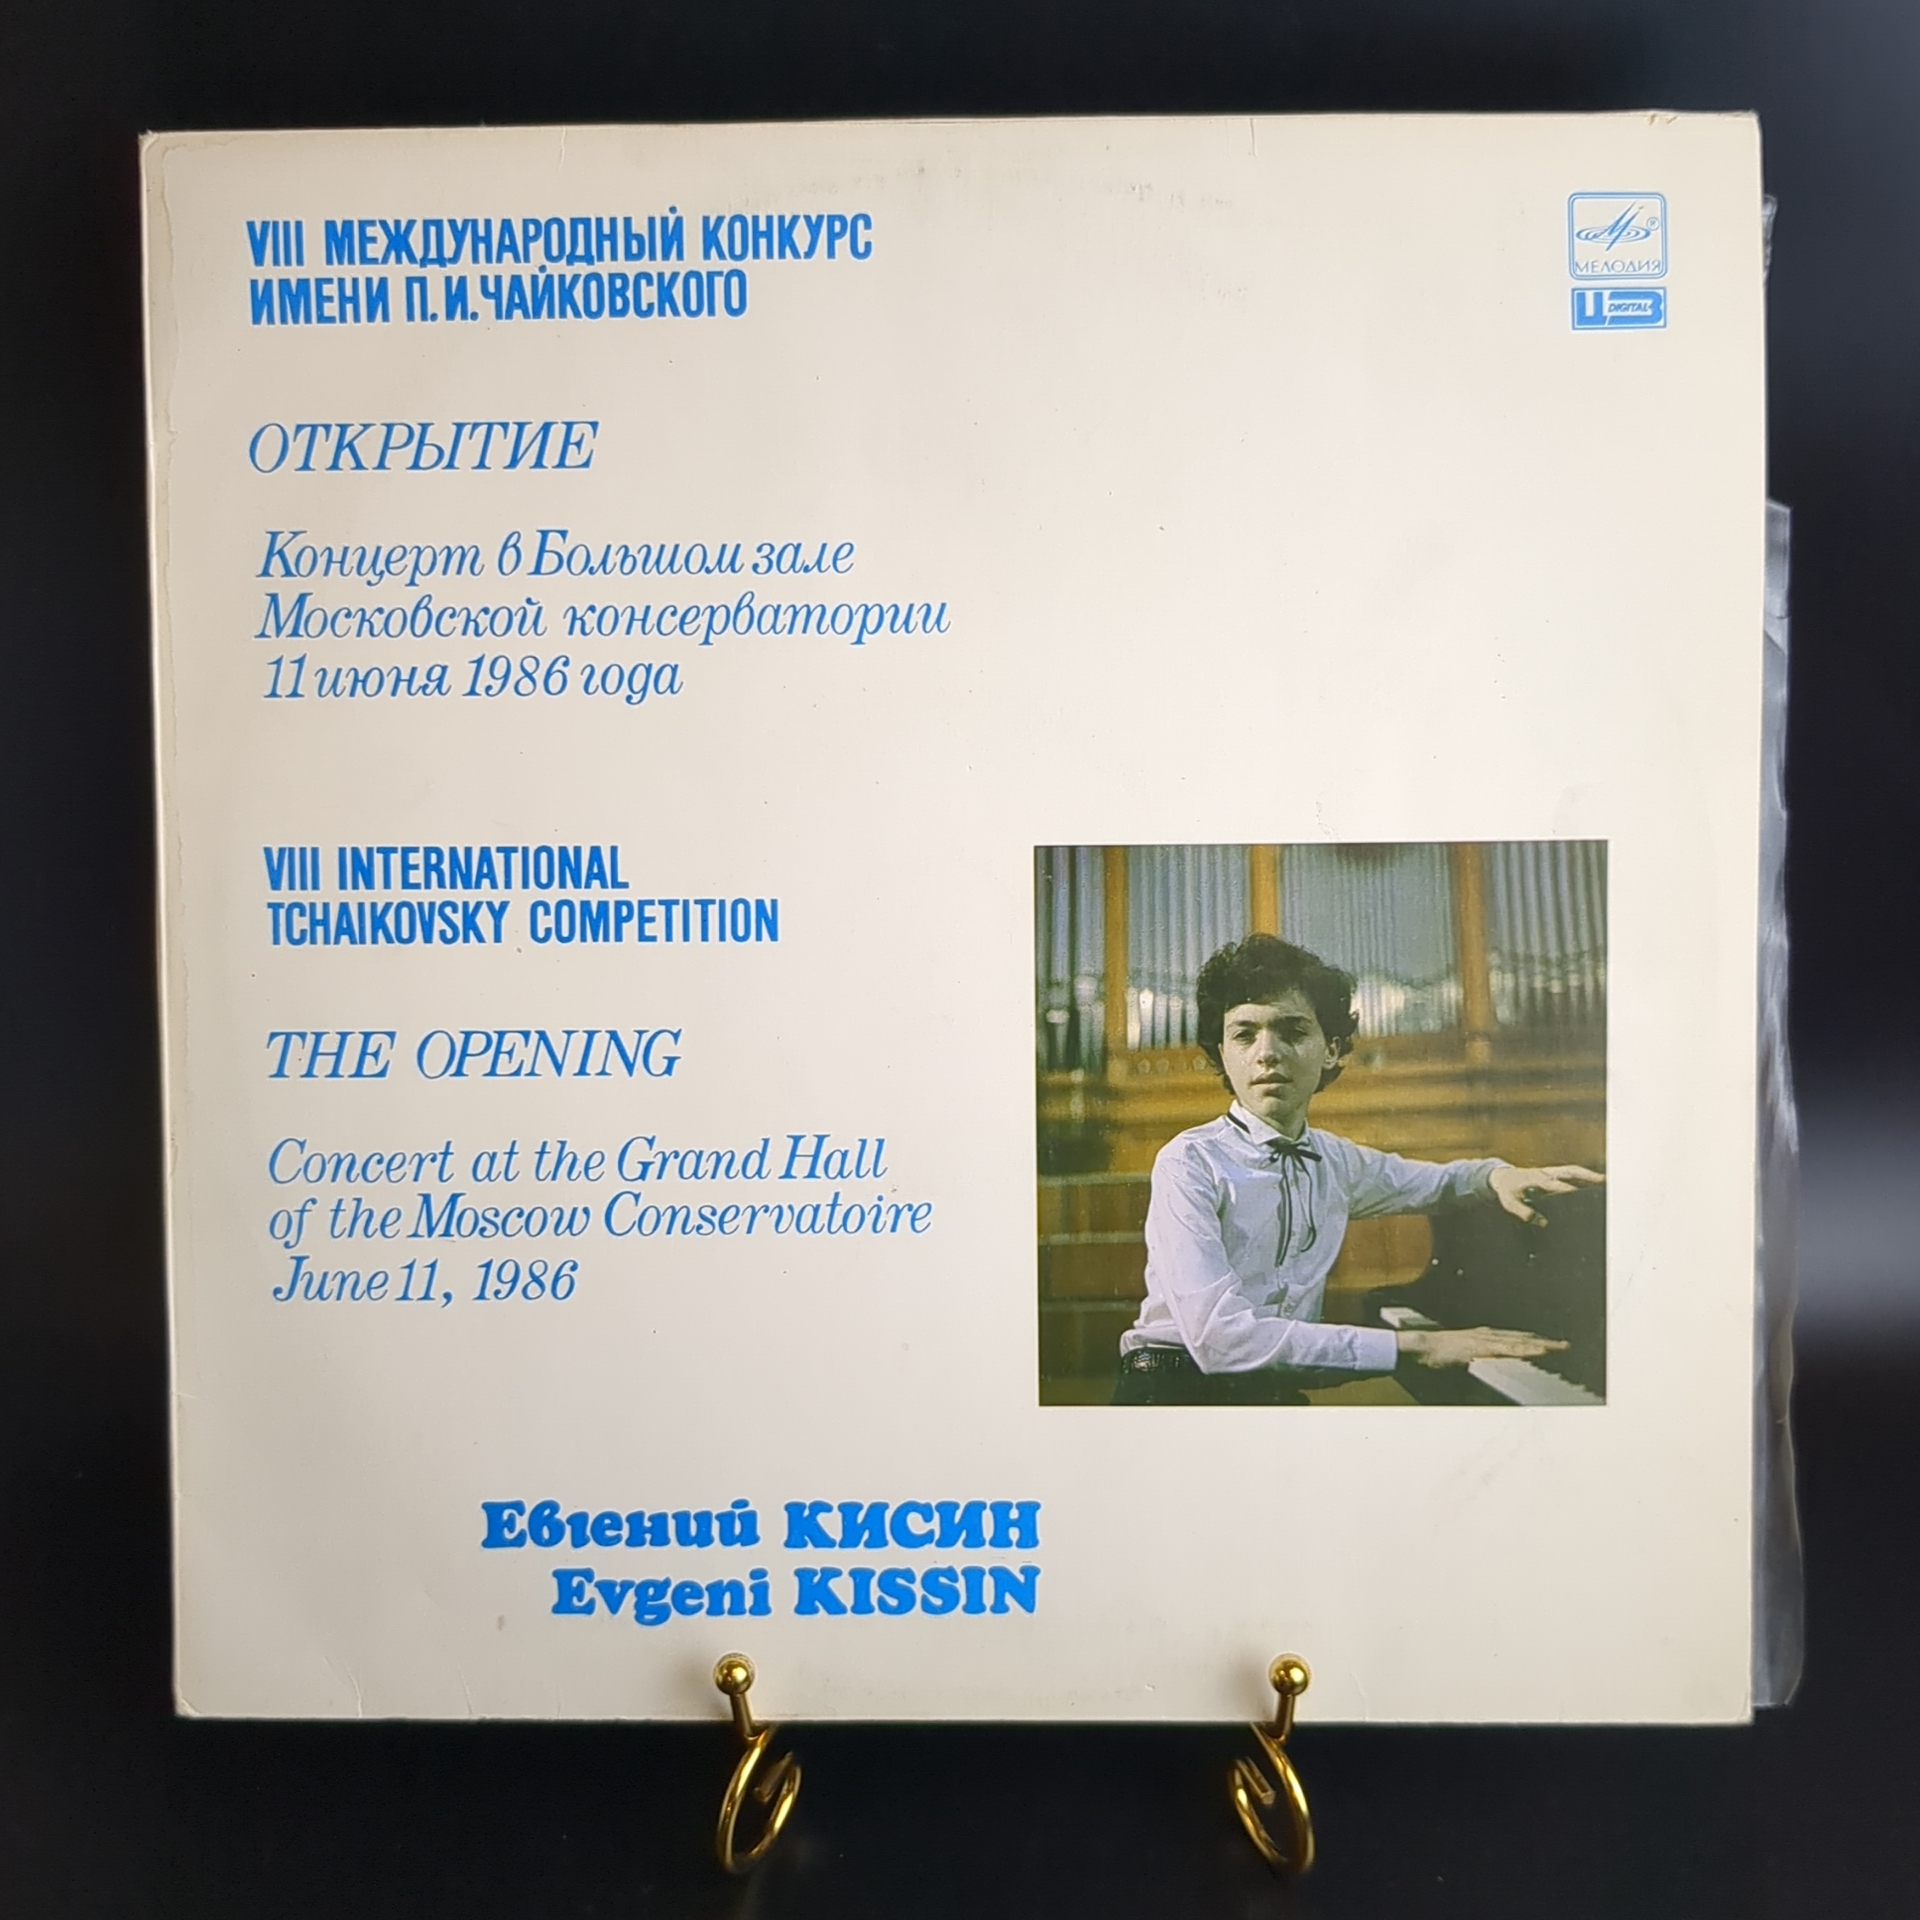 VIII МЕЖДУНАРОДНЫЙ КОНКУРС
ИМЕНИ П.И.ЧАЙКОВСКОГО
МЕЛОДИЯ
ЦЗ DIGITAL
ОТКРЫТИЕ
Концерт в Большом зале
Московской консерватории
11 июня 1986 года
VIII INTERNATIONAL
TCHAIKOVSKY COMPETITION
THE OPENING
Concert at the Grand Hall
of the Moscow Conservatoire
June 11, 1986
Евгений КИСИН
Evgeni KISSIN